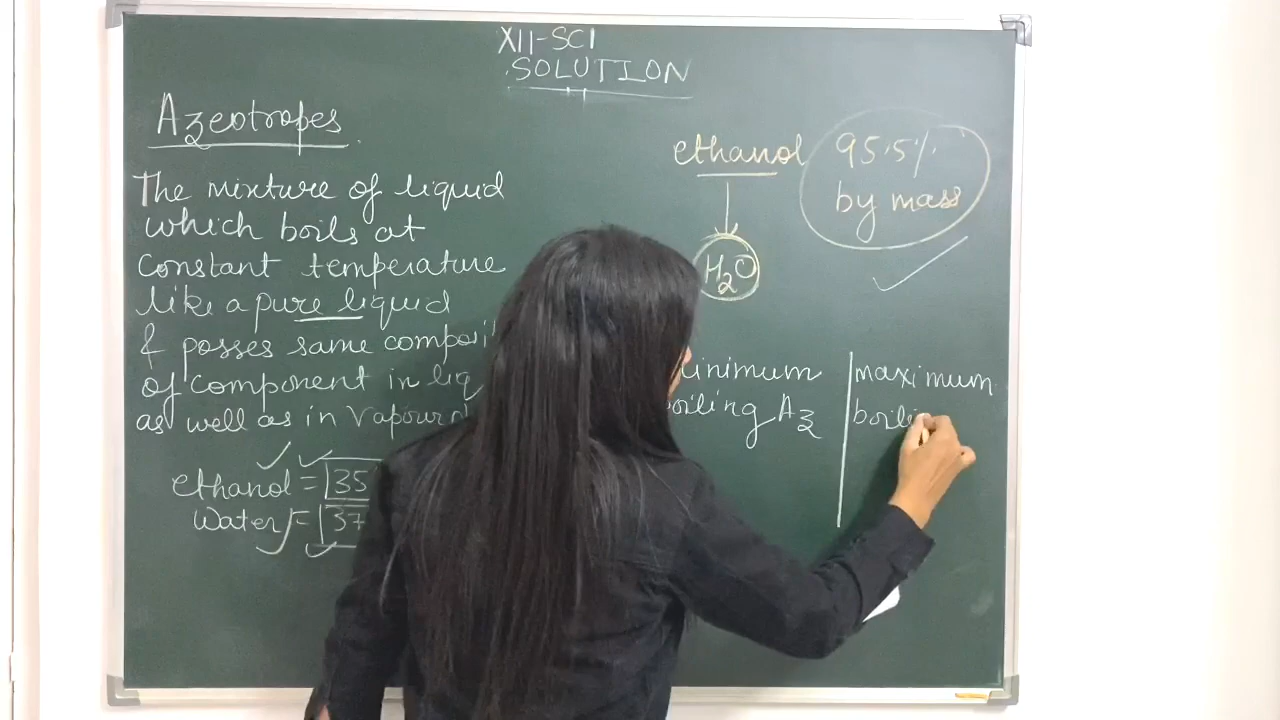 XII-SCI
SOLUTION
Azeotropes
The mixture of liquid
which boils at
constant temperature
like a pure liquid
& posses same composi
of component in liq
as well as in vapour
ethanol = 35
Water = 37
ethanol 95.5%
by mass
H2O
inimum
oiling Az
maximum
boili